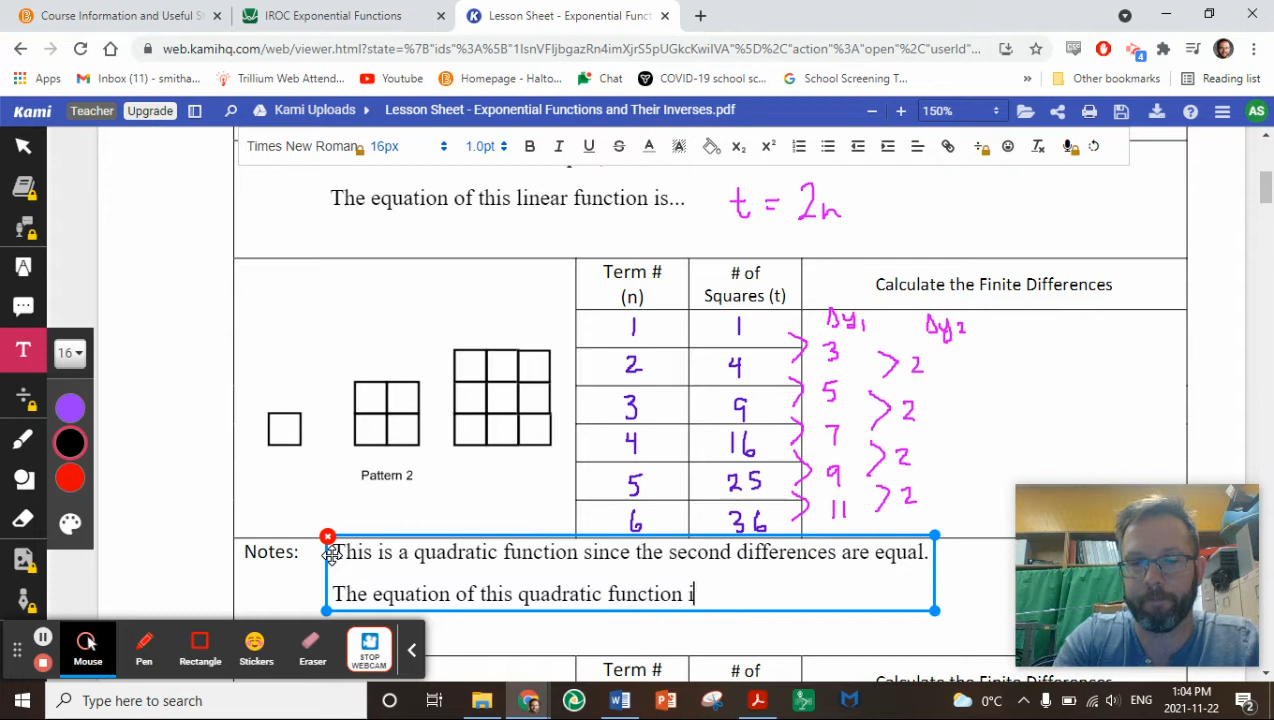 Course Information and Useful S
IROC Exponential Functions
Lesson Sheet - Exponential Funct
web.kamihq.com/web/viewer.html?state=%7B"ids"%3A%5B"1IsnVFIjbgazRn4imXjrS5pUGkcKwiIVA"%5D%2C"action"%3A"open"%2C"userId"...
4
Apps
Inbox (11) - smitha...
Trillium Web Attend...
Youtube
Homepage - Halto...
Chat
COVID-19 school sc...
School Screening T...
Other bookmarks
Reading list
Kami
Teacher
Upgrade
Kami Uploads
Lesson Sheet - Exponential Functions and Their Inverses.pdf
150%
AS
Times New Roman
16px
1.0pt
The equation of this linear function is... t = 2n
Term # (n)
# of Squares (t)
Calculate the Finite Differences
Δy1 Δy2
1 1
3
2 4 2
5
3 9 2
7
4 16 2
9
5 25 2
11
6 36
Pattern 2
16
Notes: This is a quadratic function since the second differences are equal.
The equation of this quadratic function i
Mouse
Pen
Rectangle
Stickers
Eraser
STOP WEBCAM
Term #
# of
Type here to search
0°C
ENG
1:04 PM
2021-11-22
2